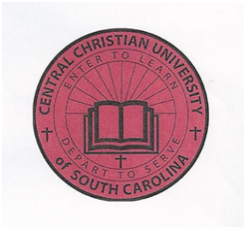 CENTRAL CHRISTIAN UNIVERSITY
ENTER TO LEARN
DEPART TO SERVE
of SOUTH CAROLINA